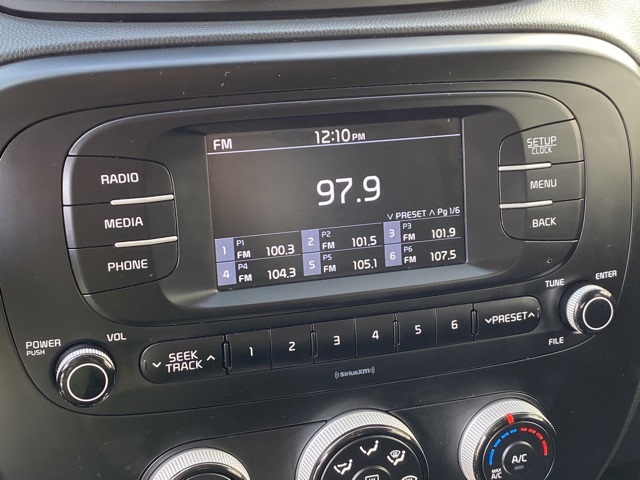 FM 12:10 PM
97.9
∨ PRESET ∧ Pg 1/6
1 P1 FM 100.3 2 P2 FM 101.5 3 P3 FM 101.9
4 P4 FM 104.3 5 P5 FM 105.1 6 P6 FM 107.5
RADIO
MEDIA
PHONE
SETUP
CLOCK
MENU
BACK
POWER
PUSH
VOL
∨ SEEK ∧
TRACK
1 2 3 4 5 6
∨PRESET∧
TUNE
ENTER
FILE
((SiriusXM))
MAX
A/C
A/C